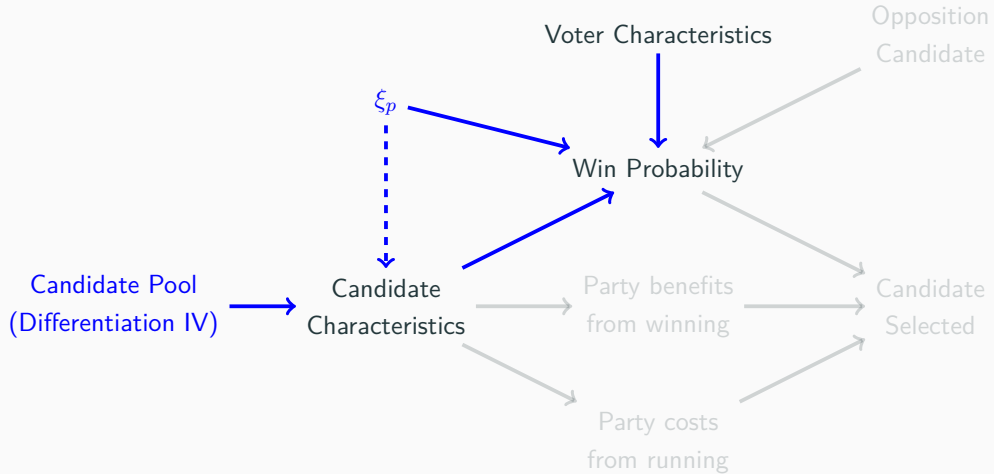 Opposition
Candidate
Voter Characteristics
ξp
Win Probability
Candidate Pool
(Differentiation IV)
Candidate
Characteristics
Party benefits
from winning
Candidate
Selected
Party costs
from running